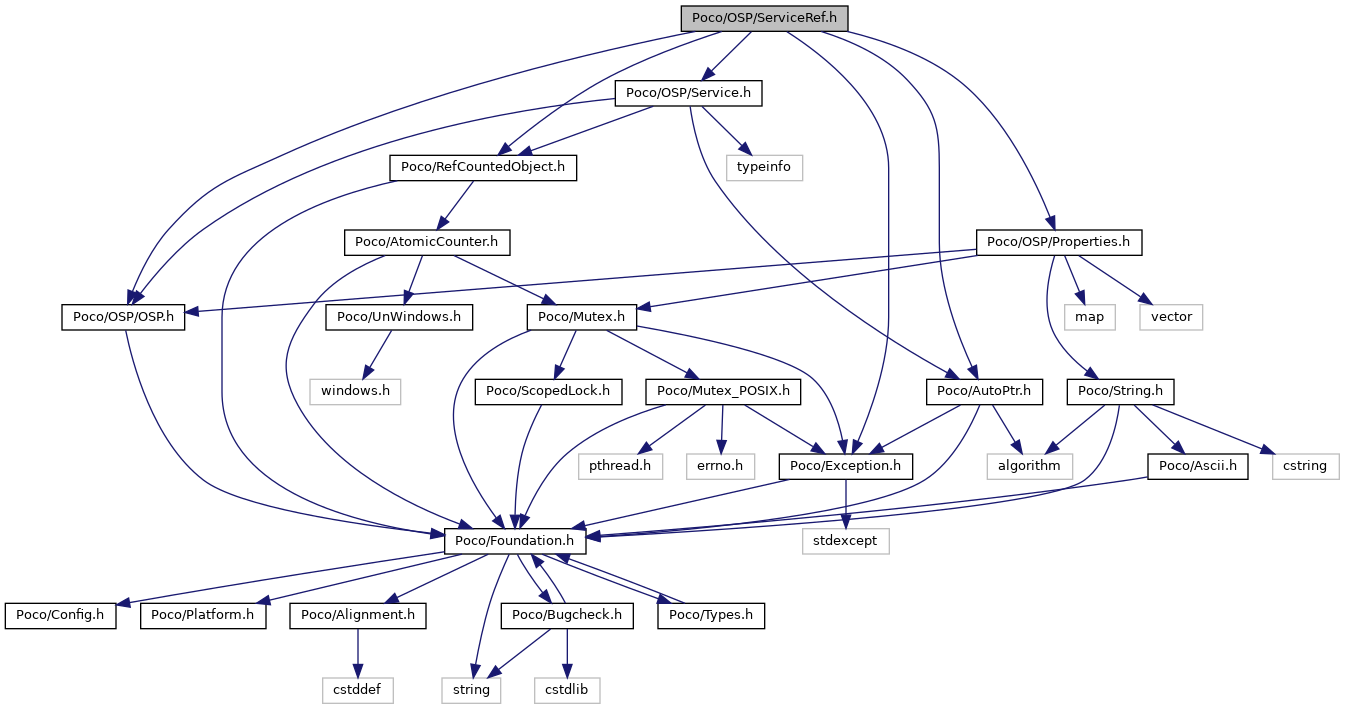 Poco/OSP/ServiceRef.h
Poco/OSP/Service.h
Poco/RefCountedObject.h
typeinfo
Poco/AtomicCounter.h
Poco/OSP/Properties.h
Poco/OSP/OSP.h
Poco/UnWindows.h
Poco/Mutex.h
map
vector
windows.h
Poco/ScopedLock.h
Poco/Mutex_POSIX.h
Poco/AutoPtr.h
Poco/String.h
pthread.h
errno.h
Poco/Exception.h
algorithm
Poco/Ascii.h
cstring
Poco/Foundation.h
stdexcept
Poco/Config.h
Poco/Platform.h
Poco/Alignment.h
Poco/Bugcheck.h
Poco/Types.h
cstddef
string
cstdlib